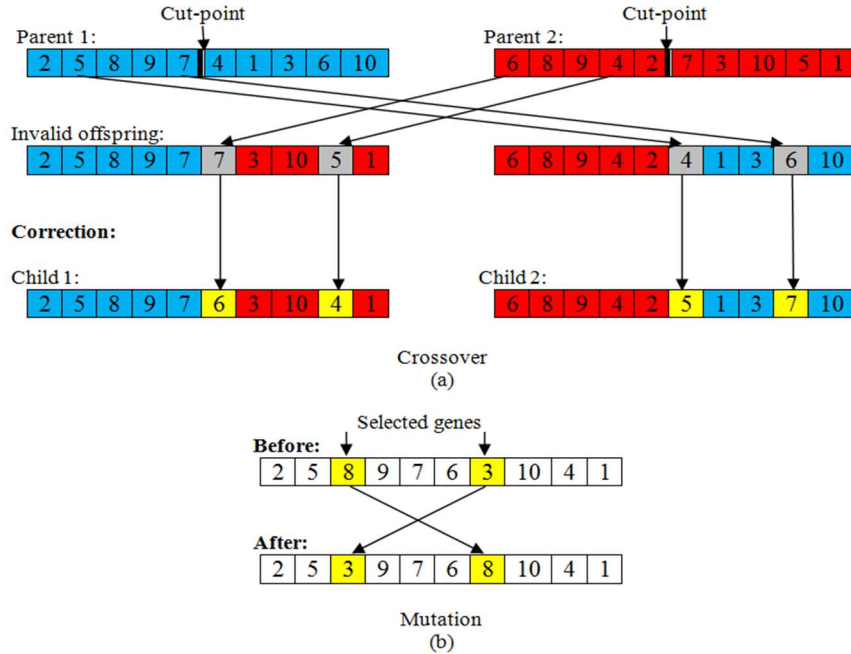 Cut-point Cut-point
Parent 1: Parent 2:
2 5 8 9 7 4 1 3 6 10 6 8 9 4 2 7 3 10 5 1
Invalid offspring:
2 5 8 9 7 7 3 10 5 1 6 8 9 4 2 4 1 3 6 10
Correction:
Child 1: Child 2:
2 5 8 9 7 6 3 10 4 1 6 8 9 4 2 5 1 3 7 10
Crossover
(a)
Selected genes
Before:
2 5 8 9 7 6 3 10 4 1
After:
2 5 3 9 7 6 8 10 4 1
Mutation
(b)